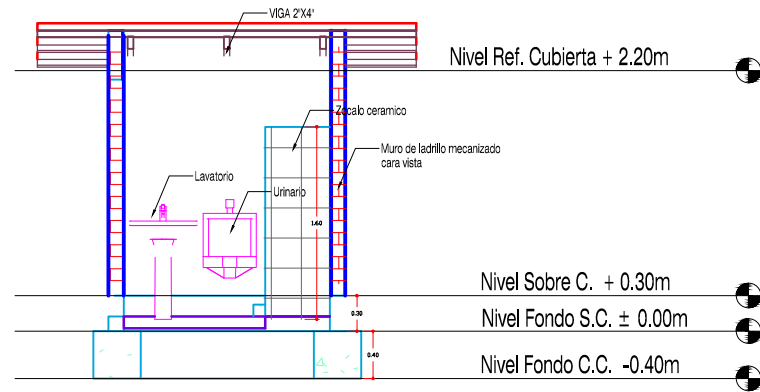 VIGA 2"X4"
Nivel Ref. Cubierta + 2.20m
Zocalo ceramico
Muro de ladrillo mecanizado
cara vista
Lavatorio
Urinario
1.60
Nivel Sobre C. + 0.30m
0.30
Nivel Fondo S.C. ± 0.00m
0.40
Nivel Fondo C.C. -0.40m